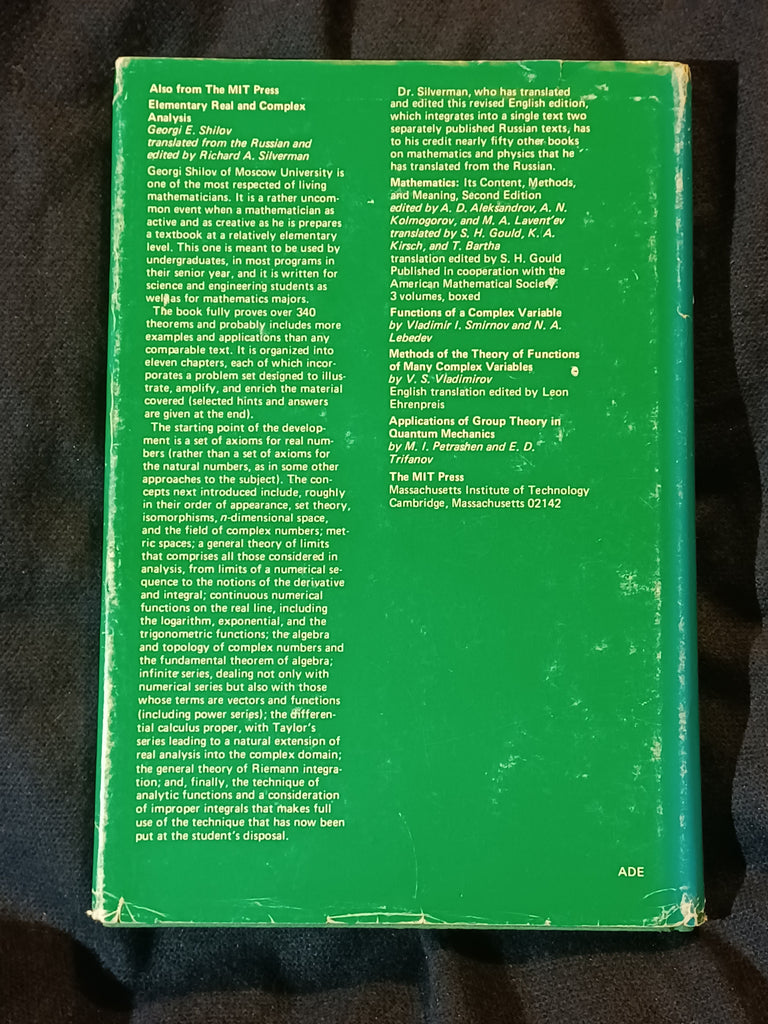 Also from The MIT Press
Elementary Real and Complex
Analysis
Georgi E. Shilov
translated from the Russian and
edited by Richard A. Silverman
Georgi Shilov of Moscow University is
one of the most respected of living
mathematicians. It is a rather uncom-
mon event when a mathematician as
active and as creative as he is prepares
a textbook at a relatively elementary
level. This one is meant to be used by
undergraduates, in most programs in
their senior year, and it is written for
science and engineering students as
well as for mathematics majors.
The book fully proves over 340
theorems and probably includes more
examples and applications than any
comparable text. It is organized into
eleven chapters, each of which incor-
porates a problem set designed to illus-
trate, amplify, and enrich the material
covered (selected hints and answers
are given at the end).
The starting point of the develop-
ment is a set of axioms for real num-
bers (rather than a set of axioms for
the natural numbers, as in some other
approaches to the subject). The con-
cepts next introduced include, roughly
in their order of appearance, set theory,
isomorphisms, n-dimensional space,
and the field of complex numbers; met-
ric spaces; a general theory of limits
that comprises all those considered in
analysis, from limits of a numerical se-
quence to the notions of the derivative
and integral; continuous numerical
functions on the real line, including
the logarithm, exponential, and the
trigonometric functions; the algebra
and topology of complex numbers and
the fundamental theorem of algebra;
infinite series, dealing not only with
numerical series but also with those
whose terms are vectors and functions
(including power series); the differen-
tial calculus proper, with Taylor's
series leading to a natural extension of
real analysis into the complex domain;
the general theory of Riemann integra-
tion; and, finally, the technique of
analytic functions and a consideration
of improper integrals that makes full
use of the technique that has now been
put at the student's disposal.
Dr. Silverman, who has translated
and edited this revised English edition,
which integrates into a single text two
separately published Russian texts, has
to his credit nearly fifty other books
on mathematics and physics that he
has translated from the Russian.
Mathematics: Its Content, Methods,
and Meaning, Second Edition
edited by A. D. Aleksandrov, A. N.
Kolmogorov, and M. A. Lavent'ev
translated by S. H. Gould, K. A.
Kirsch, and T. Bartha
translation edited by S. H. Gould
Published in cooperation with the
American Mathematical Society.
3 volumes, boxed
Functions of a Complex Variable
by Vladimir I. Smirnov and N. A.
Lebedev
Methods of the Theory of Functions
of Many Complex Variables
by V. S. Vladimirov
English translation edited by Leon
Ehrenpreis
Applications of Group Theory in
Quantum Mechanics
by M. I. Petrashen and E. D.
Trifanov
The MIT Press
Massachusetts Institute of Technology
Cambridge, Massachusetts 02142
ADE